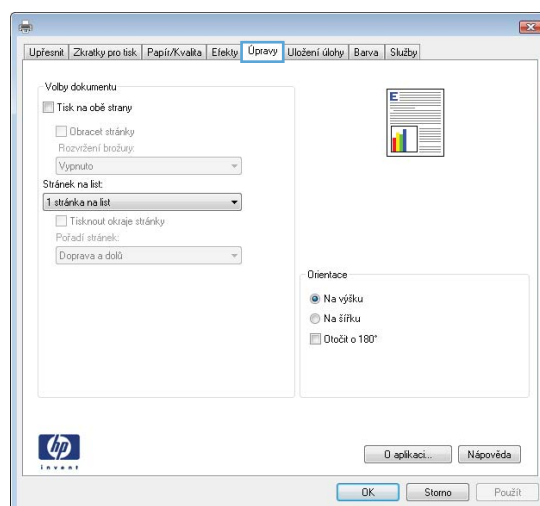 Upřesnit Zkratky pro tisk Papír/Kvalita Efekty Úpravy Uložení úlohy Barva Služby
Volby dokumentu
Tisk na obě strany
Obracet stránky
Rozvržení brožury:
Vypnuto
Stránek na list:
1 stránka na list
Tisknout okraje stránky
Pořadí stránek:
Doprava a dolů
E
Orientace
Na výšku
Na šířku
Otočit o 180°
hp
invent
O aplikaci... Nápověda
OK Storno Použít